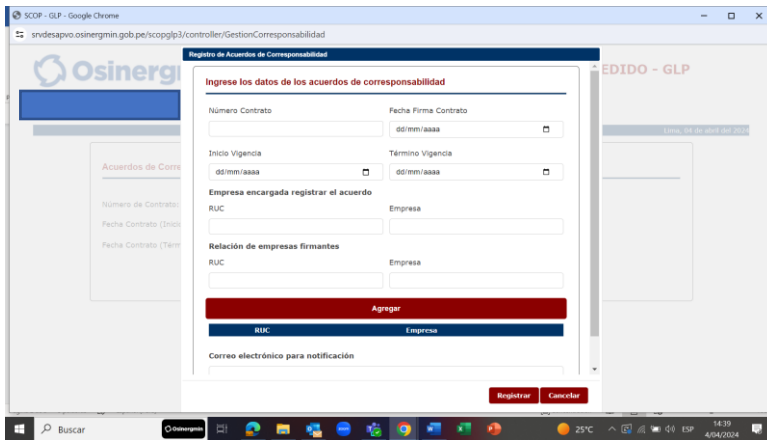 SCOP - GLP - Google Chrome
srvdesapvo.osinergmin.gob.pe/scopglp3/controller/GestionCorresponsabilidad
Registro de Acuerdos de Corresponsabilidad
Osinergi
EDIDO - GLP
Ingrese los datos de los acuerdos de corresponsabilidad
Número Contrato
Fecha Firma Contrato
dd/mm/aaaa
Lima, 04 de abril del 2024
Inicio Vigencia
Término Vigencia
dd/mm/aaaa
dd/mm/aaaa
Acuerdos de Corre
Empresa encargada registrar el acuerdo
RUC
Empresa
Número de Contrato:
Fecha Contrato (Inicio
Fecha Contrato (Térm
Relación de empresas firmantes
RUC
Empresa
Agregar
RUC
Empresa
Correo electrónico para notificación
Registrar
Cancelar
Buscar
Osinergmin
25°C
ESP
14:39
4/04/2024